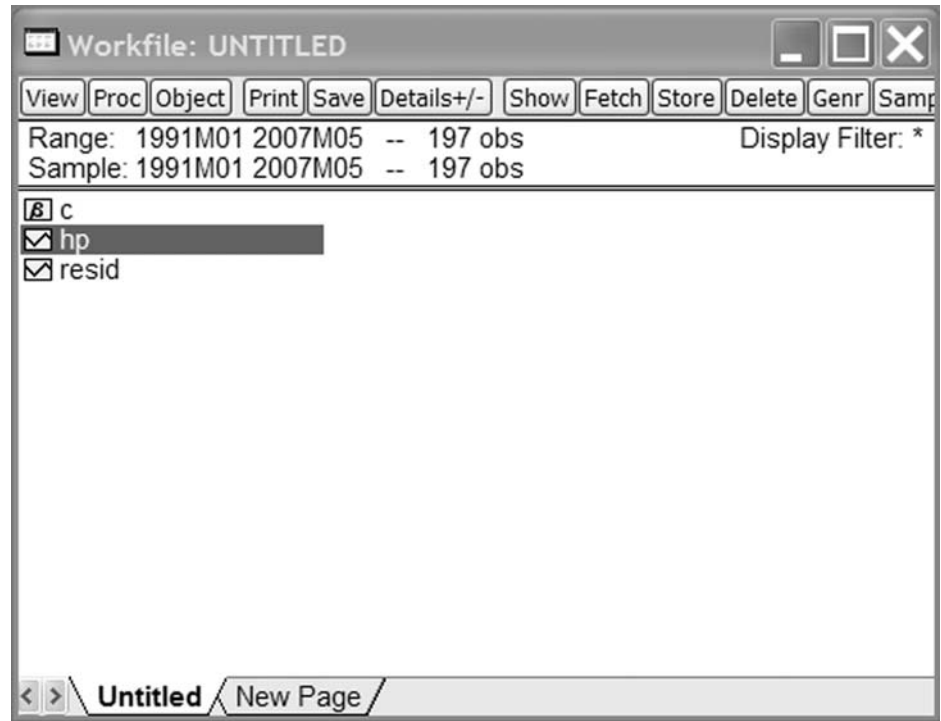 Workfile: UNTITLED
View Proc Object Print Save Details+/- Show Fetch Store Delete Genr Samp
Range: 1991M01 2007M05 -- 197 obs Display Filter: *
Sample: 1991M01 2007M05 -- 197 obs
β c
hp
resid
< > Untitled New Page